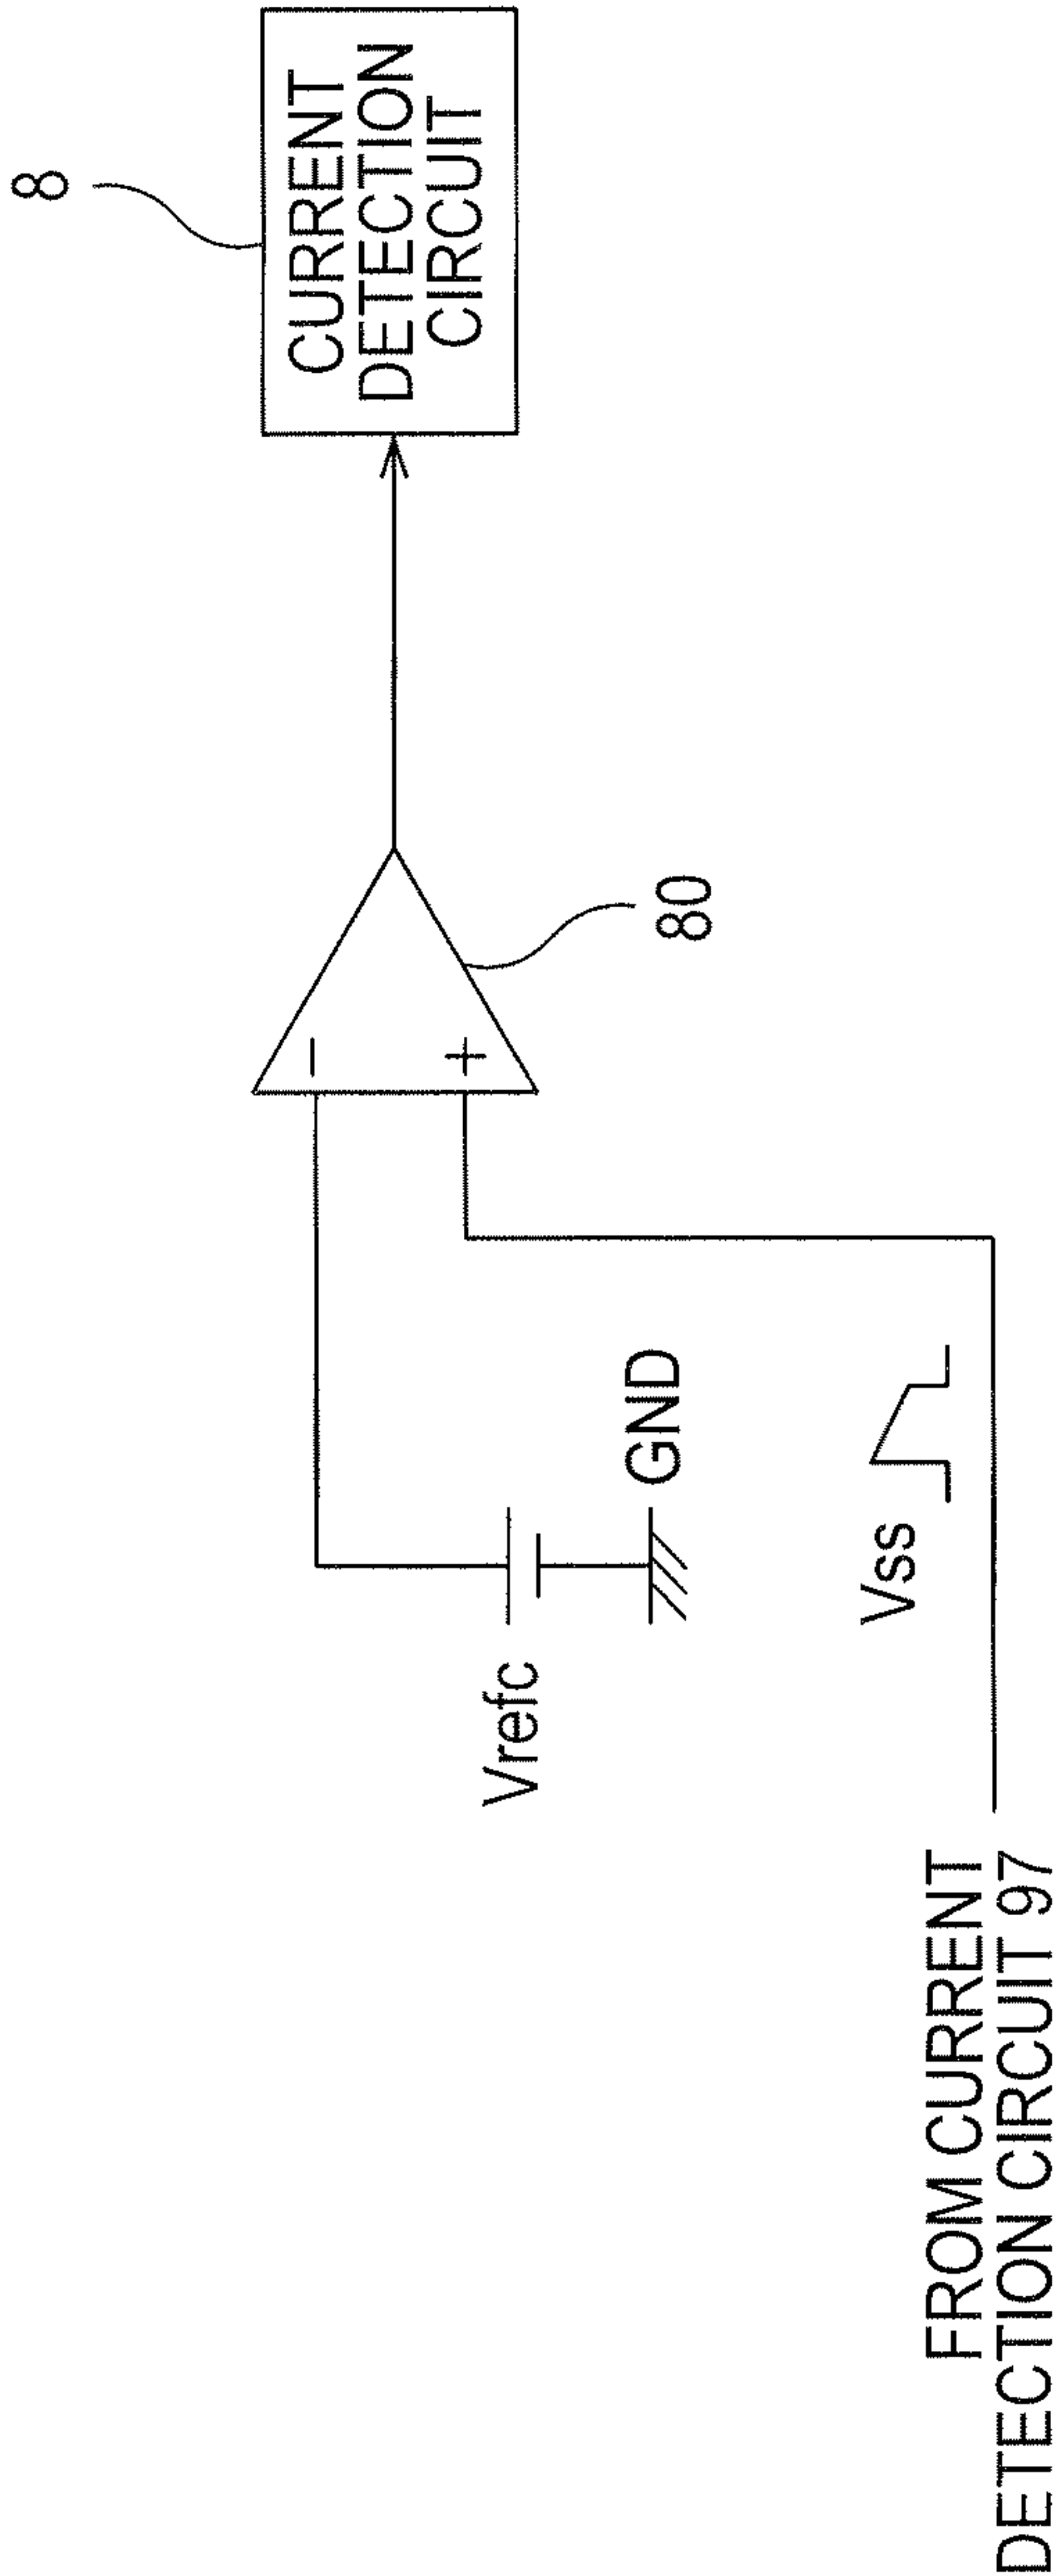 8
CURRENT
DETECTION
CIRCUIT
80
−
+
Vrefc
GND
Vss
FROM CURRENT
DETECTION CIRCUIT 97